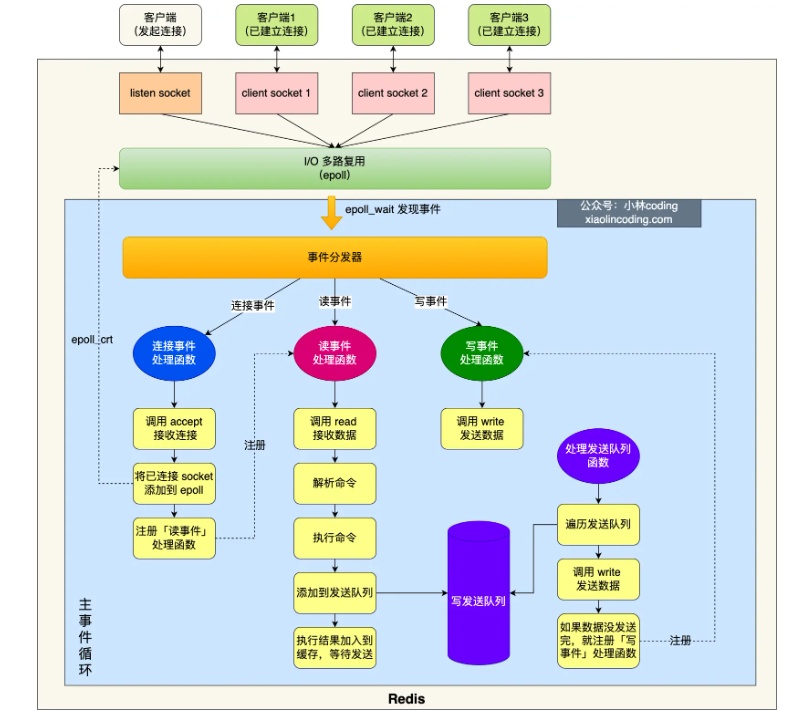 客户端
（发起连接）
客户端1
（已建立连接）
客户端2
（已建立连接）
客户端3
（已建立连接）
listen socket
client socket 1
client socket 2
client socket 3
I/O 多路复用
（epoll）
epoll_wait 发现事件
公众号：小林coding
xiaolincoding.com
事件分发器
连接事件
读事件
写事件
epoll_crt
连接事件
处理函数
读事件
处理函数
写事件
处理函数
调用 accept
接收连接
将已连接 socket
添加到 epoll
注册「读事件」
处理函数
注册
调用 read
接收数据
解析命令
执行命令
添加到发送队列
执行结果加入到
缓存，等待发送
调用 write
发送数据
写发送队列
处理发送队列
函数
遍历发送队列
调用 write
发送数据
如果数据没发送
完，就注册「写
事件」处理函数
注册
主
事
件
循
环
Redis